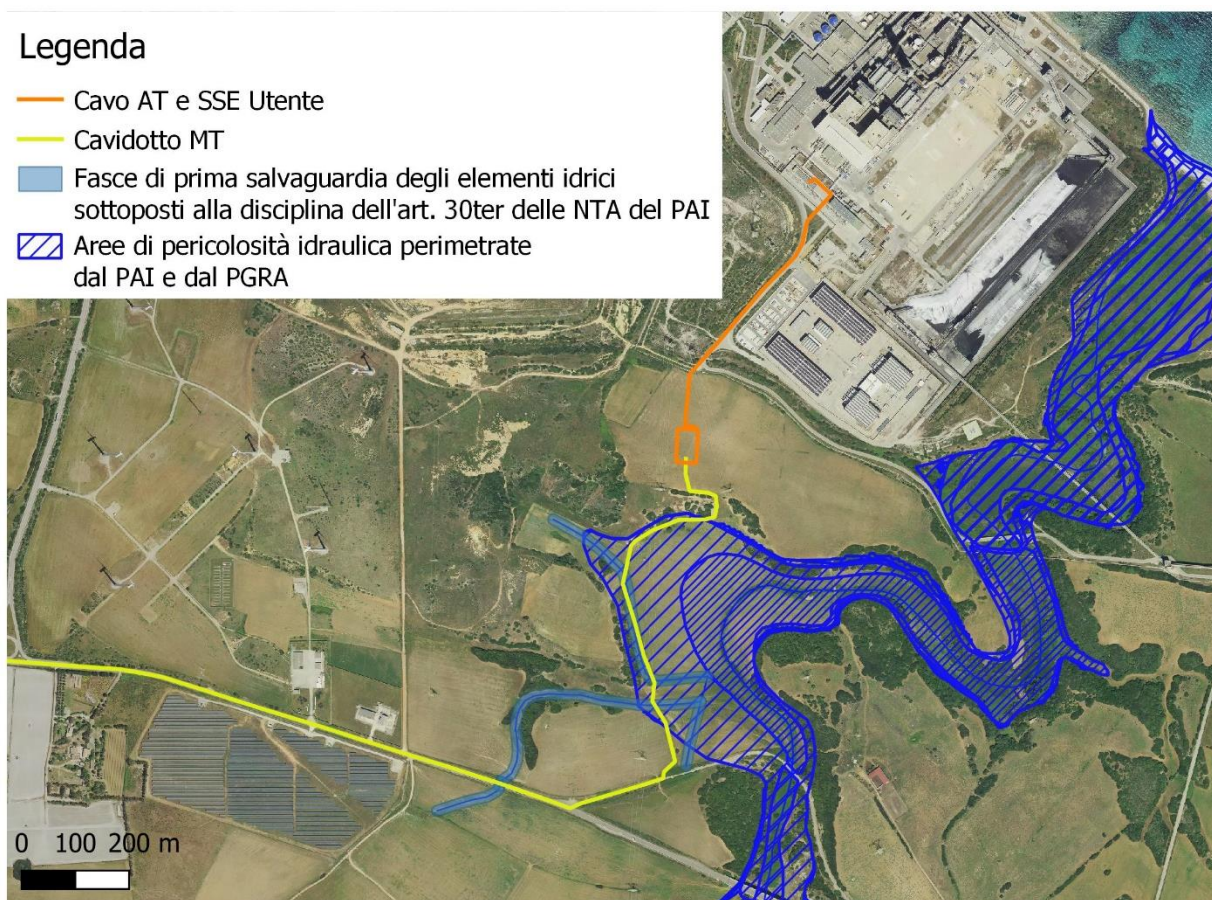 Legenda
Cavo AT e SSE Utente
Cavidotto MT
Fasce di prima salvaguardia degli elementi idrici
sottoposti alla disciplina dell'art. 30ter delle NTA del PAI
Aree di pericolosità idraulica perimetrate
dal PAI e dal PGRA
0 100 200 m